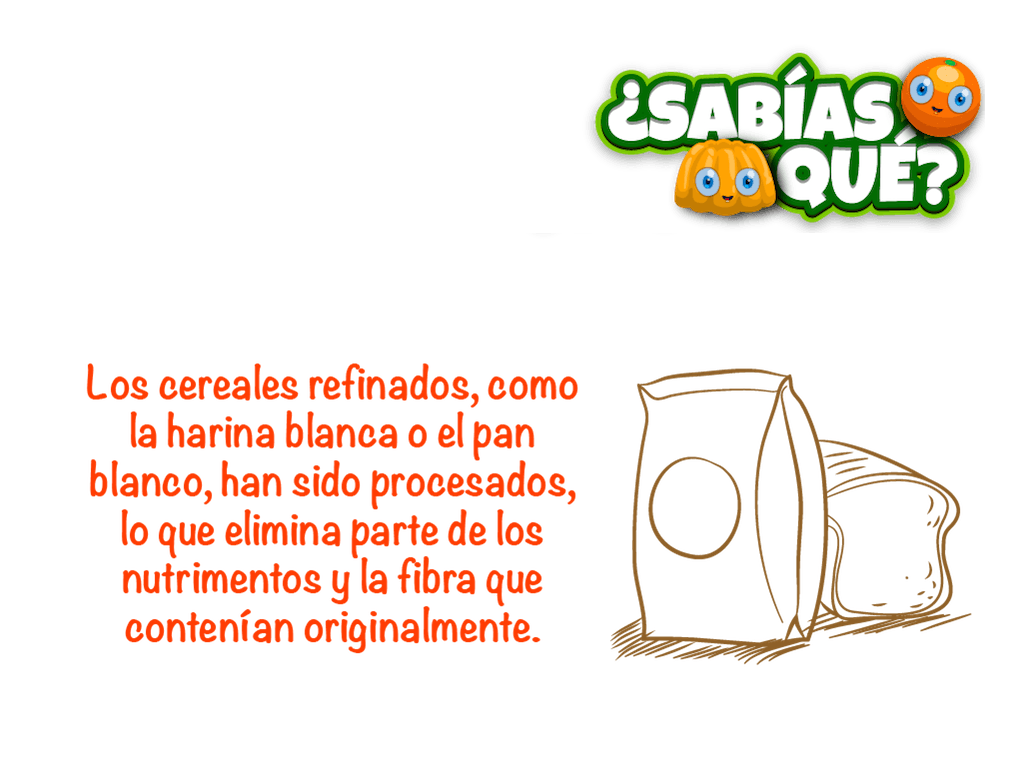 ¿SABÍAS
QUÉ?
Los cereales refinados, como
la harina blanca o el pan
blanco, han sido procesados,
lo que elimina parte de los
nutrimentos y la fibra que
contenían originalmente.